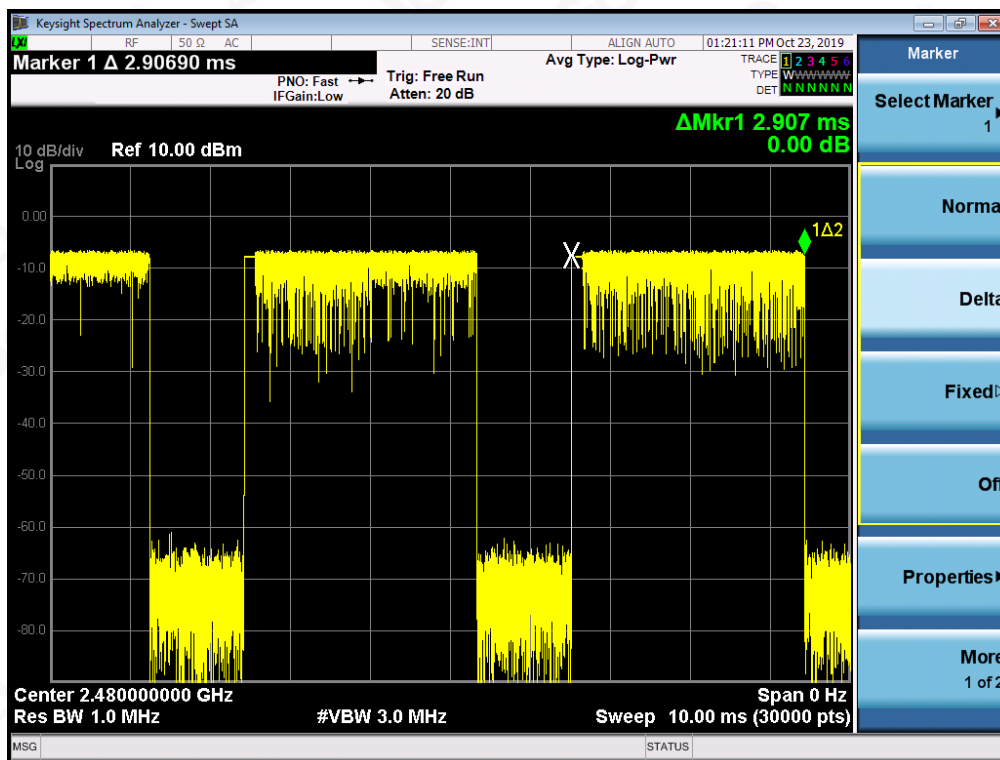 Keysight Spectrum Analyzer - Swept SA
LXI RF 50 Ω AC SENSE:INT ALIGN AUTO 01:21:11 PM Oct 23, 2019
Marker 1 Δ 2.90690 ms
PNO: Fast
IFGain:Low
Trig: Free Run
Atten: 20 dB
Avg Type: Log-Pwr
TRACE 1 2 3 4 5 6
TYPE WWWWWW
DET N N N N N N
ΔMkr1 2.907 ms
0.00 dB
10 dB/div Ref 10.00 dBm
Log
0.00
-10.0
-20.0
-30.0
-40.0
-50.0
-60.0
-70.0
-80.0
X
1Δ2
Center 2.480000000 GHz Span 0 Hz
Res BW 1.0 MHz #VBW 3.0 MHz Sweep 10.00 ms (30000 pts)
MSG STATUS
Marker
Select Marker
1
Norma
Delta
Fixed
Off
Properties
More
1 of 2